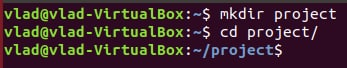 vlad@vlad-VirtualBox:~$ mkdir project
vlad@vlad-VirtualBox:~$ cd project/
vlad@vlad-VirtualBox:~/project$